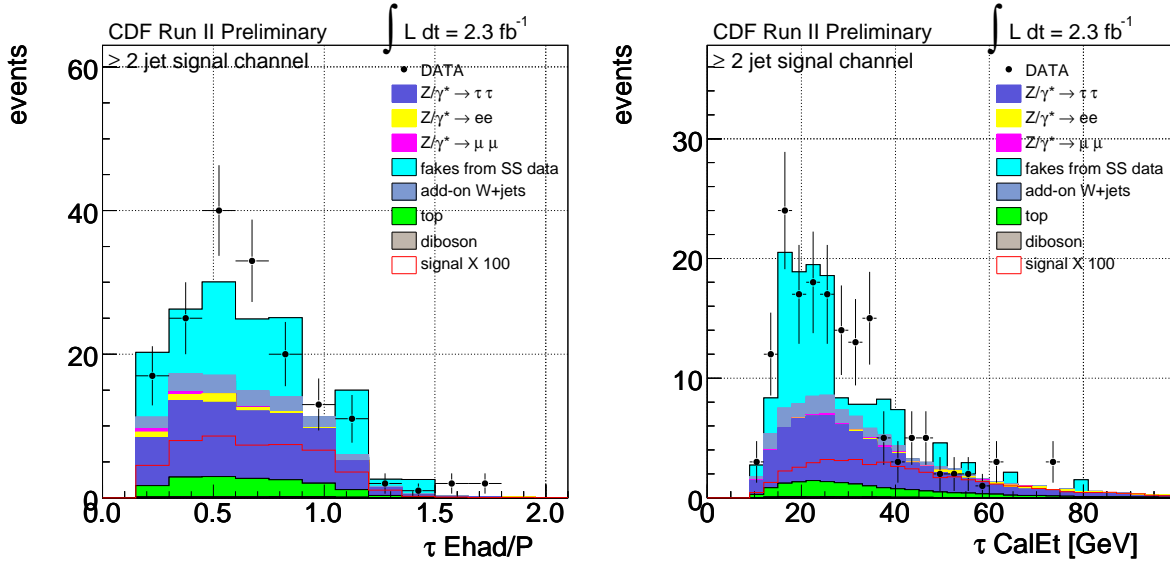 CDF Run II Preliminary ∫ L dt = 2.3 fb⁻¹
≥ 2 jet signal channel
events
60
40
20
0
0
DATA
Z/γ* → τ τ
Z/γ* → ee
Z/γ* → μ μ
fakes from SS data
add-on W+jets
top
diboson
signal X 100
0.5 1.0 1.5 2.0
τ Ehad/P
CDF Run II Preliminary ∫ L dt = 2.3 fb⁻¹
≥ 2 jet signal channel
events
30
20
10
0
DATA
Z/γ* → τ τ
Z/γ* → ee
Z/γ* → μ μ
fakes from SS data
add-on W+jets
top
diboson
signal X 100
0 20 40 60 80
τ CalEt [GeV]